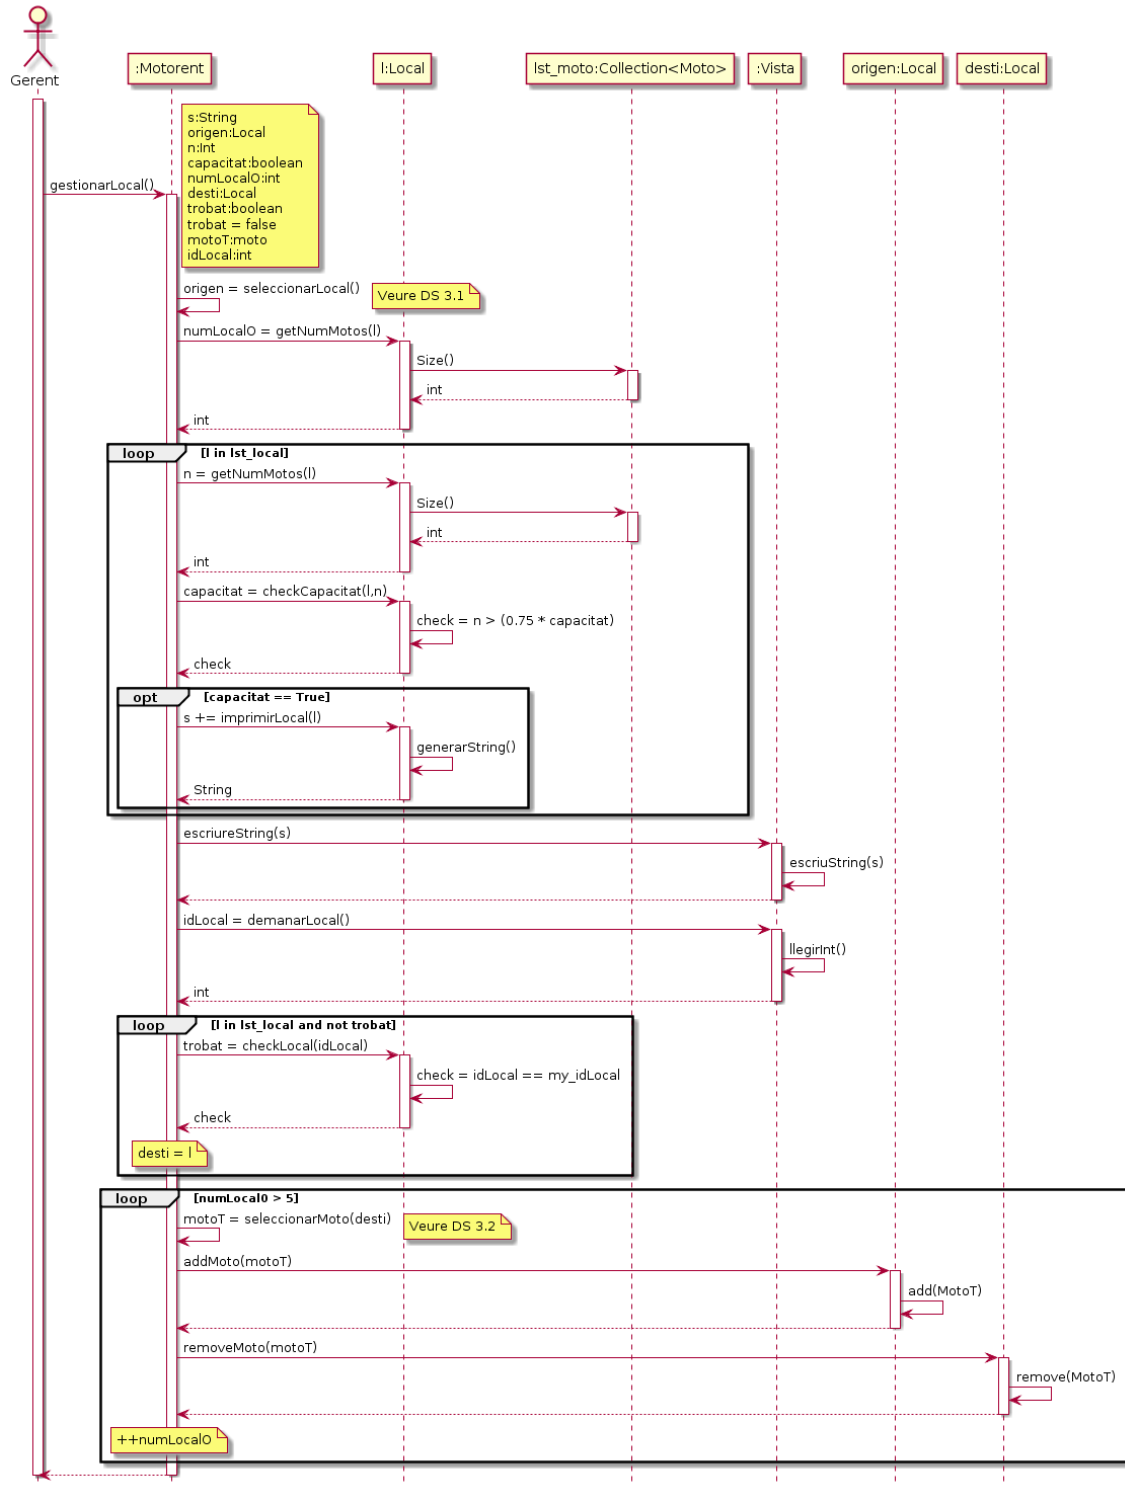 Gerent
:Motorent
l:Local
lst_moto:Collection<Moto>
:Vista
origen:Local
desti:Local
s:String
origen:Local
n:Int
capacitat:boolean
numLocalO:int
desti:Local
trobat:boolean
trobat = false
motoT:moto
idLocal:int
gestionarLocal()
origen = seleccionarLocal()
Veure DS 3.1
numLocalO = getNumMotos(l)
Size()
int
int
loop
[l in lst_local]
n = getNumMotos(l)
Size()
int
int
capacitat = checkCapacitat(l,n)
check = n > (0.75 * capacitat)
check
opt
[capacitat == True]
s += imprimirLocal(l)
generarString()
String
escriureString(s)
escriuString(s)
idLocal = demanarLocal()
llegirInt()
int
loop
[l in lst_local and not trobat]
trobat = checkLocal(idLocal)
check = idLocal == my_idLocal
check
desti = l
loop
[numLocal0 > 5]
motoT = seleccionarMoto(desti)
Veure DS 3.2
addMoto(motoT)
add(MotoT)
removeMoto(motoT)
remove(MotoT)
++numLocalO